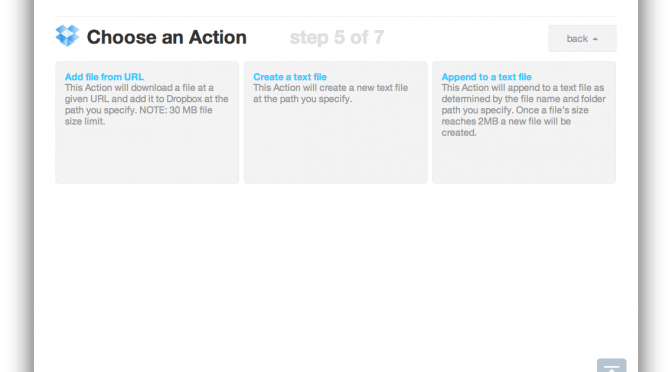 Choose an Action step 5 of 7 back
Add file from URL
This Action will download a file at a
given URL and add it to Dropbox at the
path you specify. NOTE: 30 MB file
size limit.
Create a text file
This Action will create a new text file
at the path you specify.
Append to a text file
This Action will append to a text file as
determined by the file name and folder
path you specify. Once a file's size
reaches 2MB a new file will be
created.